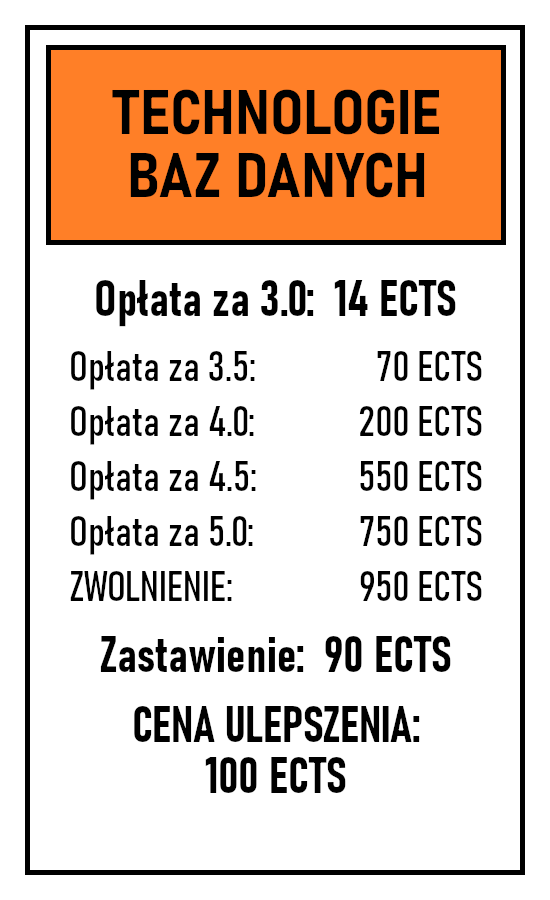 TECHNOLOGIE
BAZ DANYCH
Opłata za 3.0: 14 ECTS
Opłata za 3.5: 70 ECTS
Opłata za 4.0: 200 ECTS
Opłata za 4.5: 550 ECTS
Opłata za 5.0: 750 ECTS
ZWOLNIENIE: 950 ECTS
Zastawienie: 90 ECTS
CENA ULEPSZENIA:
100 ECTS